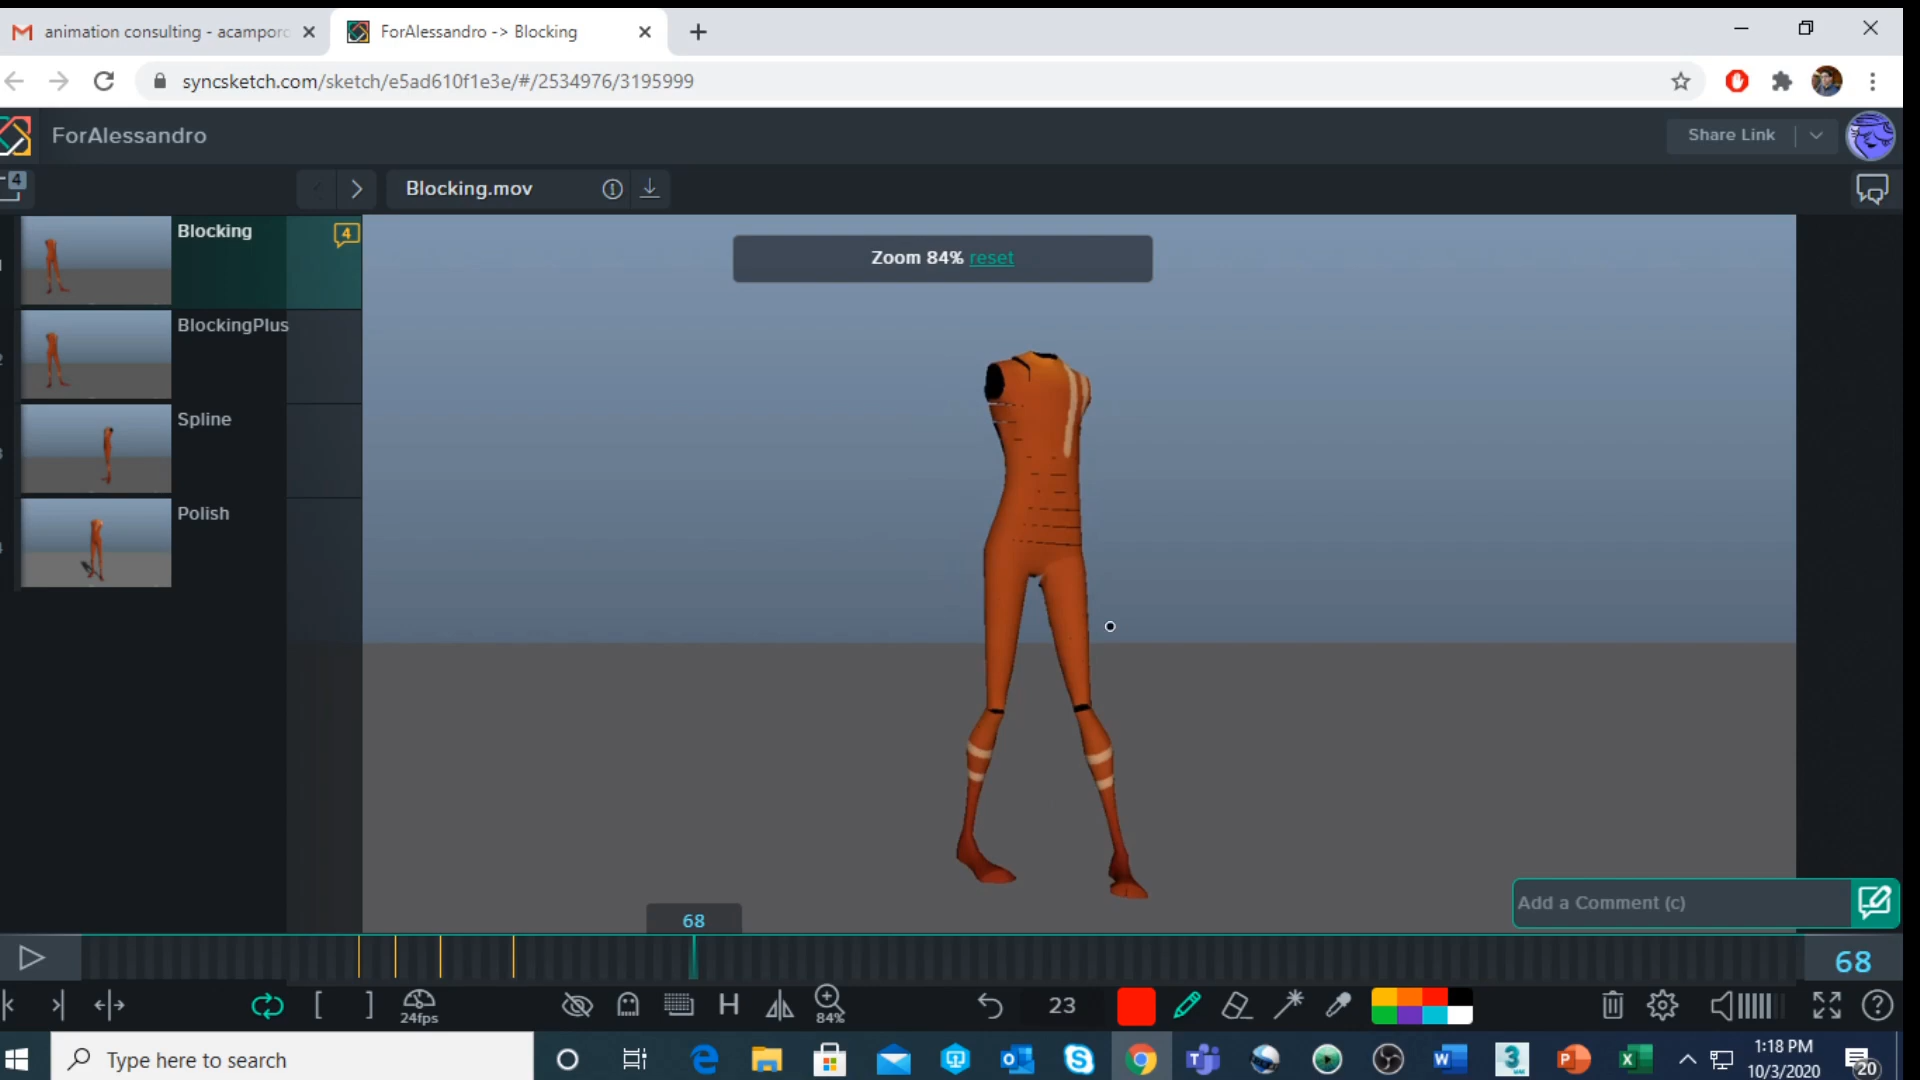 animation consulting - acamporc
ForAlessandro -> Blocking
syncsketch.com/sketch/e5ad610f1e3e/#/2534976/3195999
ForAlessandro
Share Link
4
Blocking.mov
Blocking
4
Zoom 84% reset
BlockingPlus
Spline
Polish
Add a Comment (c)
68
68
24fps
H
84%
23
Type here to search
1:18 PM
10/3/2020
20